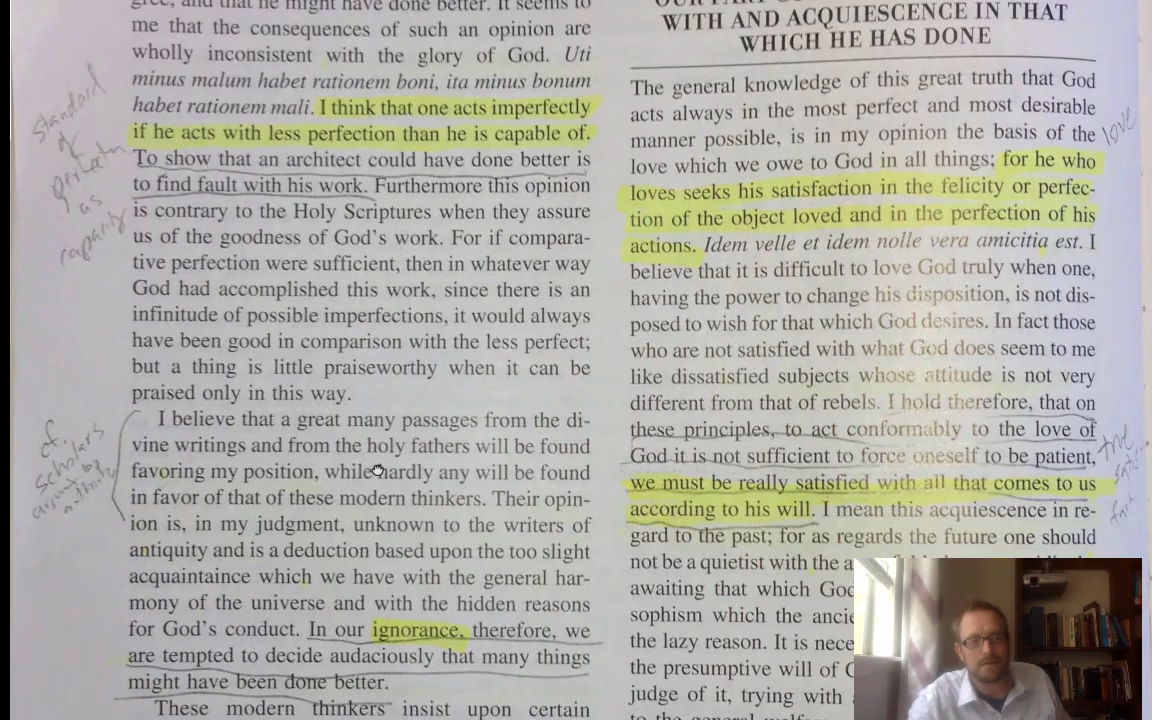 gree, and that he might have done better. It seems to
me that the consequences of such an opinion are
wholly inconsistent with the glory of God. Uti
minus malum habet rationem boni, ita minus bonum
habet rationem mali. I think that one acts imperfectly
if he acts with less perfection than he is capable of.
To show that an architect could have done better is
to find fault with his work. Furthermore this opinion
is contrary to the Holy Scriptures when they assure
us of the goodness of God's work. For if compara-
tive perfection were sufficient, then in whatever way
God had accomplished this work, since there is an
infinitude of possible imperfections, it would always
have been good in comparison with the less perfect;
but a thing is little praiseworthy when it can be
praised only in this way.
I believe that a great many passages from the di-
vine writings and from the holy fathers will be found
favoring my position, while hardly any will be found
in favor of that of these modern thinkers. Their opin-
ion is, in my judgment, unknown to the writers of
antiquity and is a deduction based upon the too slight
acquaintance which we have with the general har-
mony of the universe and with the hidden reasons
for God's conduct. In our ignorance, therefore, we
are tempted to decide audaciously that many things
might have been done better.
These modern thinkers insist upon certain
Standard
of
as
capacity
cf.
Scholars
WITH AND ACQUIESCENCE IN THAT
WHICH HE HAS DONE
The general knowledge of this great truth that God
acts always in the most perfect and most desirable
manner possible, is in my opinion the basis of the
love which we owe to God in all things; for he who
loves seeks his satisfaction in the felicity or perfec-
tion of the object loved and in the perfection of his
actions. Idem velle et idem nolle vera amicitia est. I
believe that it is difficult to love God truly when one,
having the power to change his disposition, is not dis-
posed to wish for that which God desires. In fact those
who are not satisfied with what God does seem to me
like dissatisfied subjects whose attitude is not very
different from that of rebels. I hold therefore, that on
these principles, to act conformably to the love of
God it is not sufficient to force oneself to be patient,
we must be really satisfied with all that comes to us
according to his will. I mean this acquiescence in re-
gard to the past; for as regards the future one should
not be a quietist with the
awaiting that which God
sophism which the
the lazy reason. It is
the presumptive will of
judge of it, trying with
to the general
love